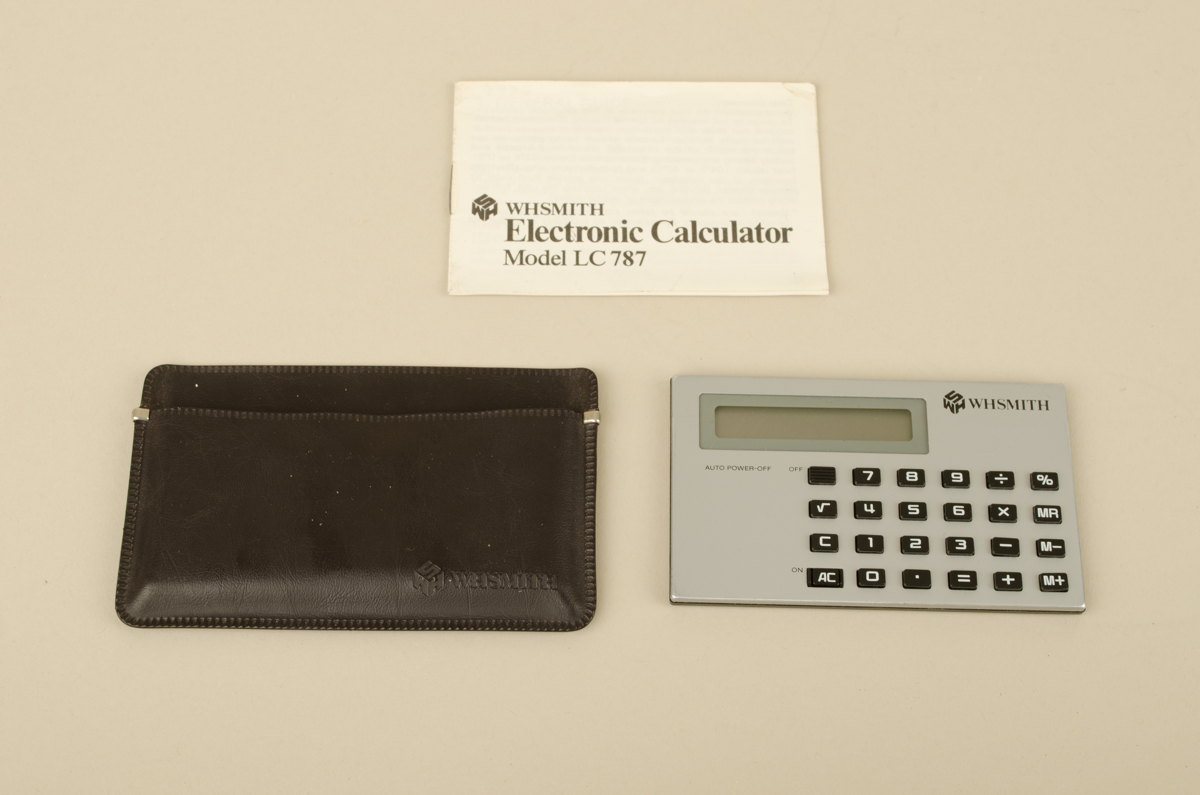 WHSMITH
Electronic Calculator
Model LC 787
WHSMITH
WHSMITH
AUTO POWER-OFF OFF 7 8 9 ÷ %
√ 4 5 6 × MR
C 1 2 3 − M−
ON AC 0 · = + M+